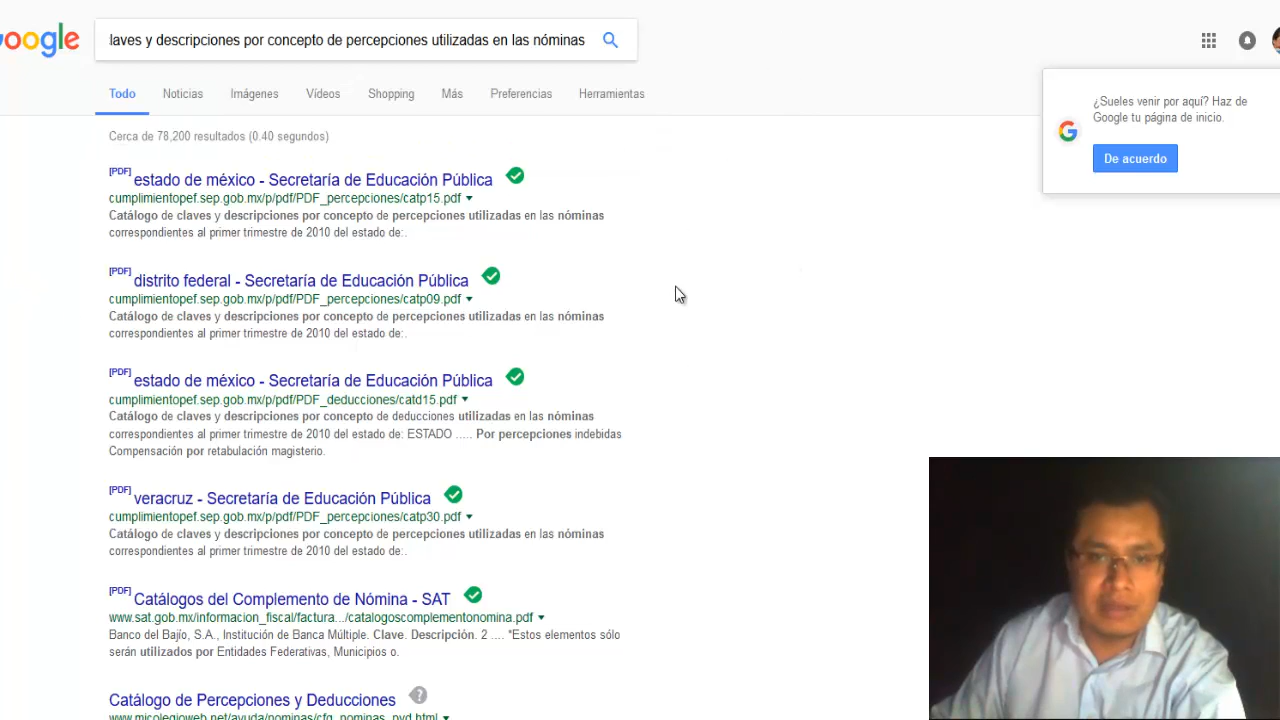 oogle
laves y descripciones por concepto de percepciones utilizadas en las nóminas
Todo Noticias Imágenes Vídeos Shopping Más Preferencias Herramientas
¿Sueles venir por aquí? Haz de
Google tu página de inicio.
De acuerdo
Cerca de 78,200 resultados (0.40 segundos)
[PDF] estado de méxico - Secretaría de Educación Pública
cumplimientopef.sep.gob.mx/p/pdf/PDF_percepciones/catp15.pdf
Catálogo de claves y descripciones por concepto de percepciones utilizadas en las nóminas
correspondientes al primer trimestre de 2010 del estado de:.
[PDF] distrito federal - Secretaría de Educación Pública
cumplimientopef.sep.gob.mx/p/pdf/PDF_percepciones/catp09.pdf
Catálogo de claves y descripciones por concepto de percepciones utilizadas en las nóminas
correspondientes al primer trimestre de 2010 del estado de:.
[PDF] estado de méxico - Secretaría de Educación Pública
cumplimientopef.sep.gob.mx/p/pdf/PDF_deducciones/catd15.pdf
Catálogo de claves y descripciones por concepto de deducciones utilizadas en las nóminas
correspondientes al primer trimestre de 2010 del estado de: ESTADO ..... Por percepciones indebidas
Compensación por retabulación magisterio.
[PDF] veracruz - Secretaría de Educación Pública
cumplimientopef.sep.gob.mx/p/pdf/PDF_percepciones/catp30.pdf
Catálogo de claves y descripciones por concepto de percepciones utilizadas en las nóminas
correspondientes al primer trimestre de 2010 del estado de:.
[PDF] Catálogos del Complemento de Nómina - SAT
www.sat.gob.mx/informacion_fiscal/factura.../catalogoscomplementonomina.pdf
Banco del Bajío, S.A., Institución de Banca Múltiple. Clave. Descripción. 2 .... *Estos elementos sólo
serán utilizados por Entidades Federativas, Municipios o.
Catálogo de Percepciones y Deducciones
www.micolegioweb.net/ayuda/nominas/cfg_nominas_pyd.html